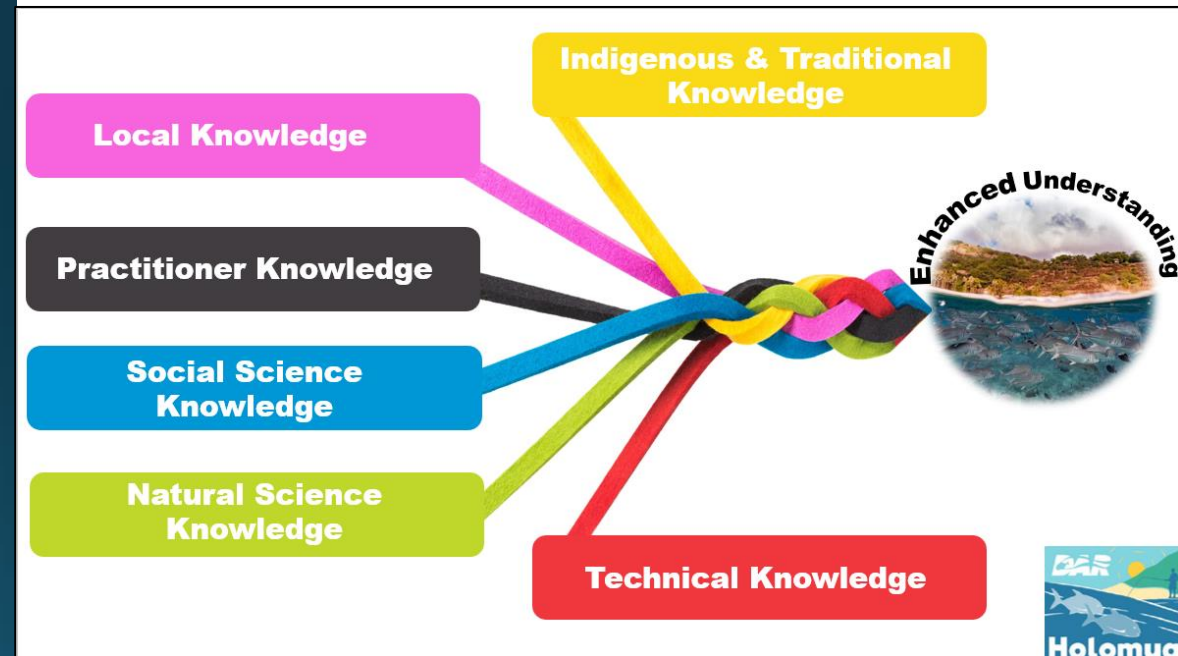 Indigenous & Traditional
Knowledge
Local Knowledge
Practitioner Knowledge
Social Science
Knowledge
Natural Science
Knowledge
Technical Knowledge
Enhanced Understanding
DAR